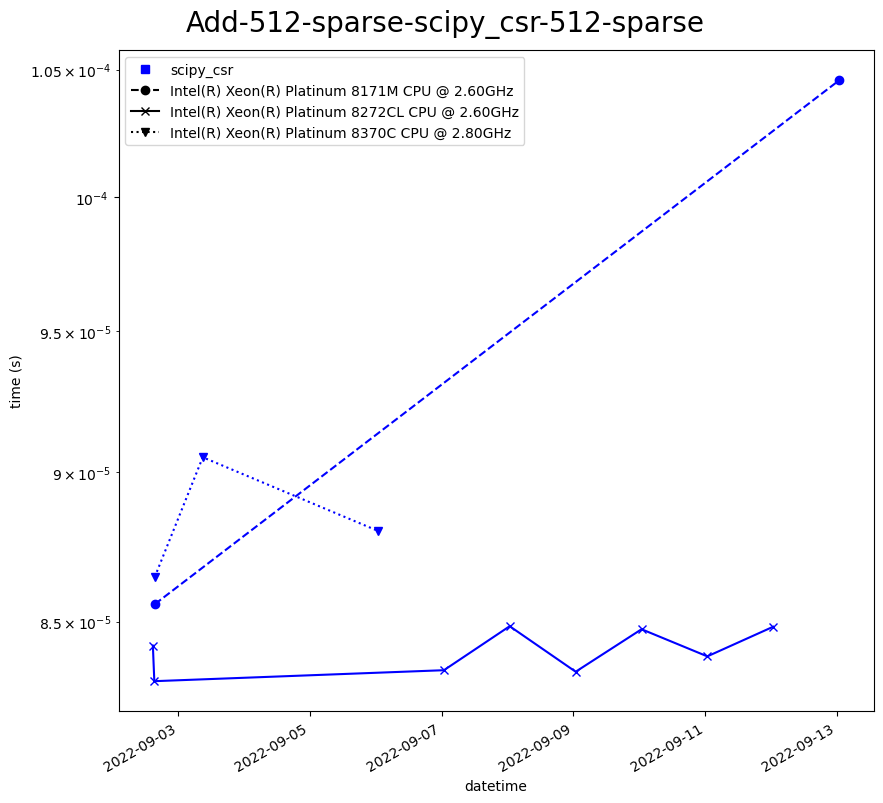 Add-512-sparse-scipy_csr-512-sparse
scipy_csr
Intel(R) Xeon(R) Platinum 8171M CPU @ 2.60GHz
Intel(R) Xeon(R) Platinum 8272CL CPU @ 2.60GHz
Intel(R) Xeon(R) Platinum 8370C CPU @ 2.80GHz
1.05 × 10⁻⁴
10⁻⁴
9.5 × 10⁻⁵
9 × 10⁻⁵
8.5 × 10⁻⁵
time (s)
2022-09-03
2022-09-05
2022-09-07
2022-09-09
2022-09-11
2022-09-13
datetime